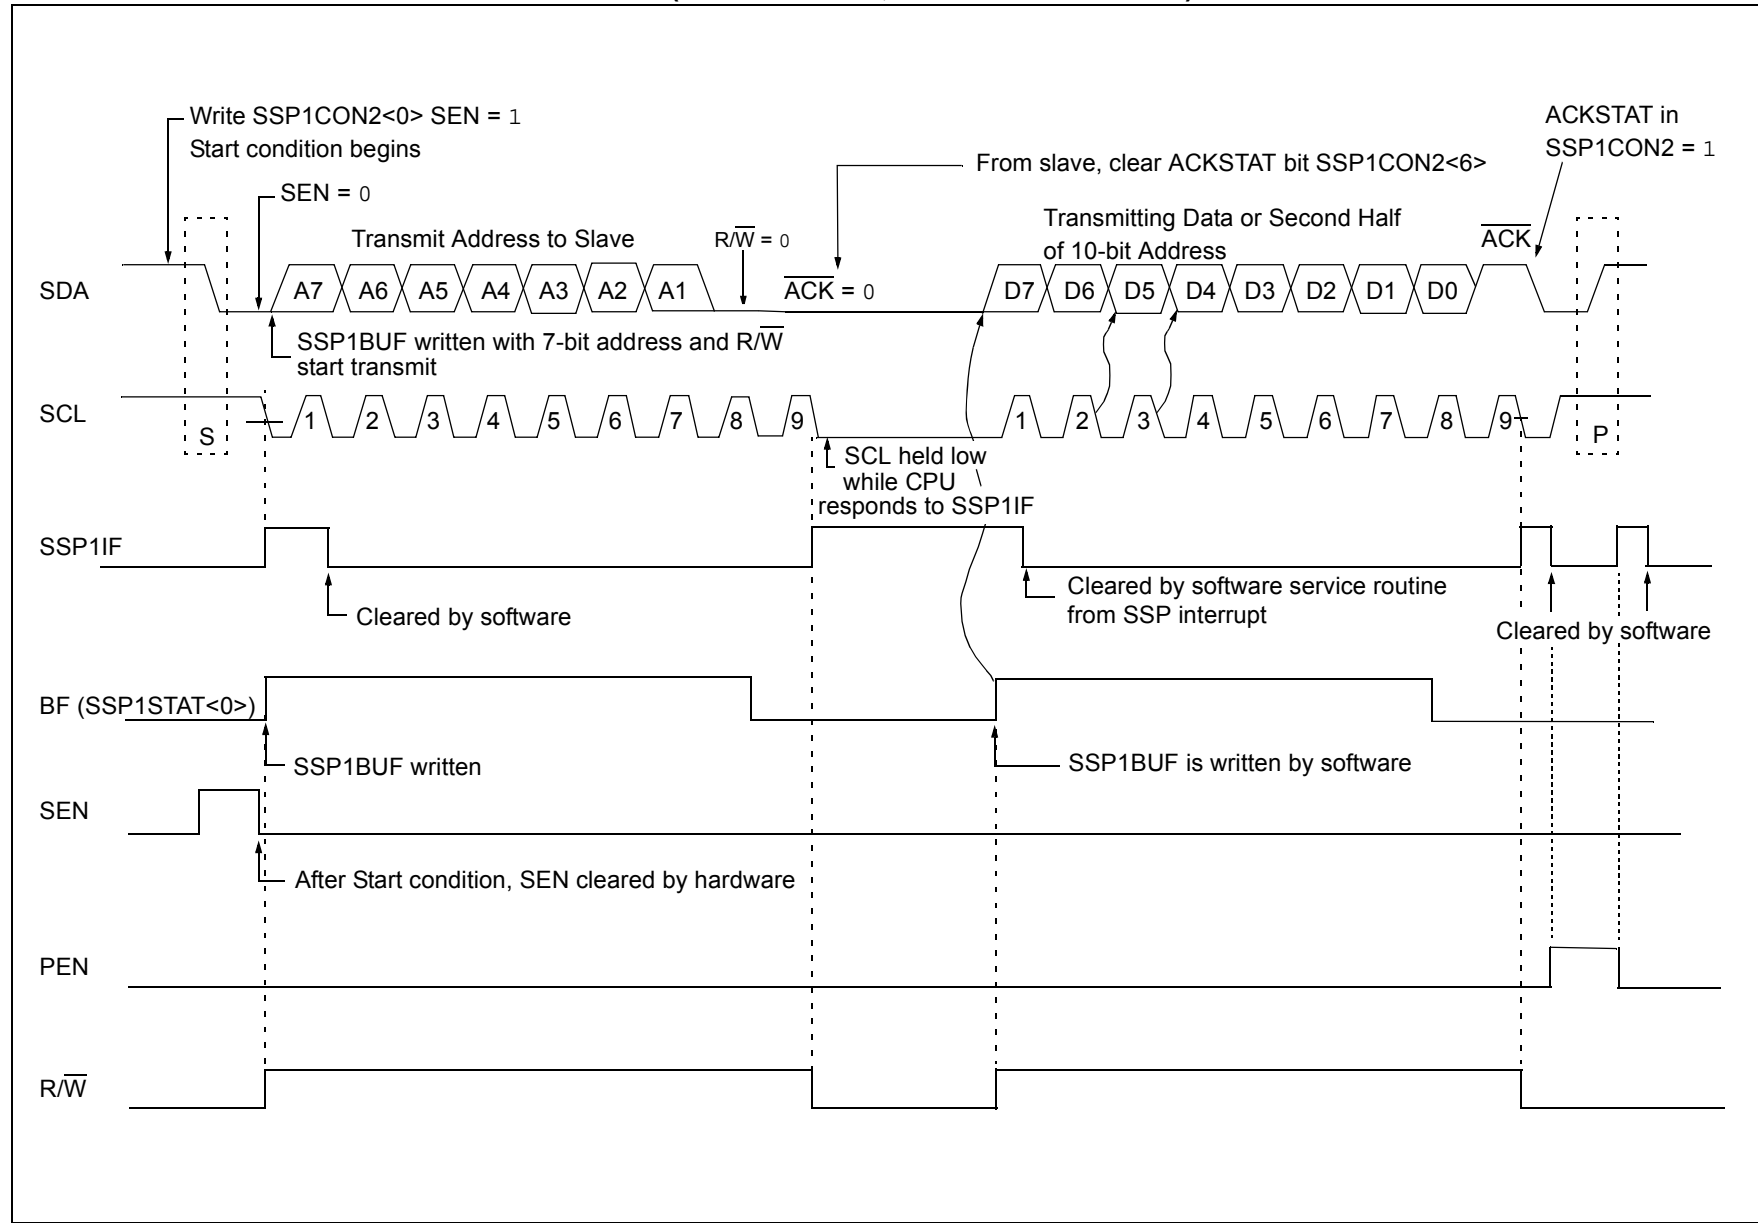 Write SSP1CON2<0> SEN = 1
Start condition begins
ACKSTAT in
SSP1CON2 = 1
From slave, clear ACKSTAT bit SSP1CON2<6>
SEN = 0
Transmit Address to Slave
R/W̅ = 0
Transmitting Data or Second Half
of 10-bit Address
A̅C̅K̅
SDA
A7 A6 A5 A4 A3 A2 A1
A̅C̅K̅ = 0
D7 D6 D5 D4 D3 D2 D1 D0
SSP1BUF written with 7-bit address and R/W̅
start transmit
SCL
S
1 2 3 4 5 6 7 8 9
1 2 3 4 5 6 7 8 9
P
SCL held low
while CPU
responds to SSP1IF
SSP1IF
Cleared by software
Cleared by software service routine
from SSP interrupt
Cleared by software
BF (SSP1STAT<0>)
SSP1BUF written
SSP1BUF is written by software
SEN
After Start condition, SEN cleared by hardware
PEN
R/W̅